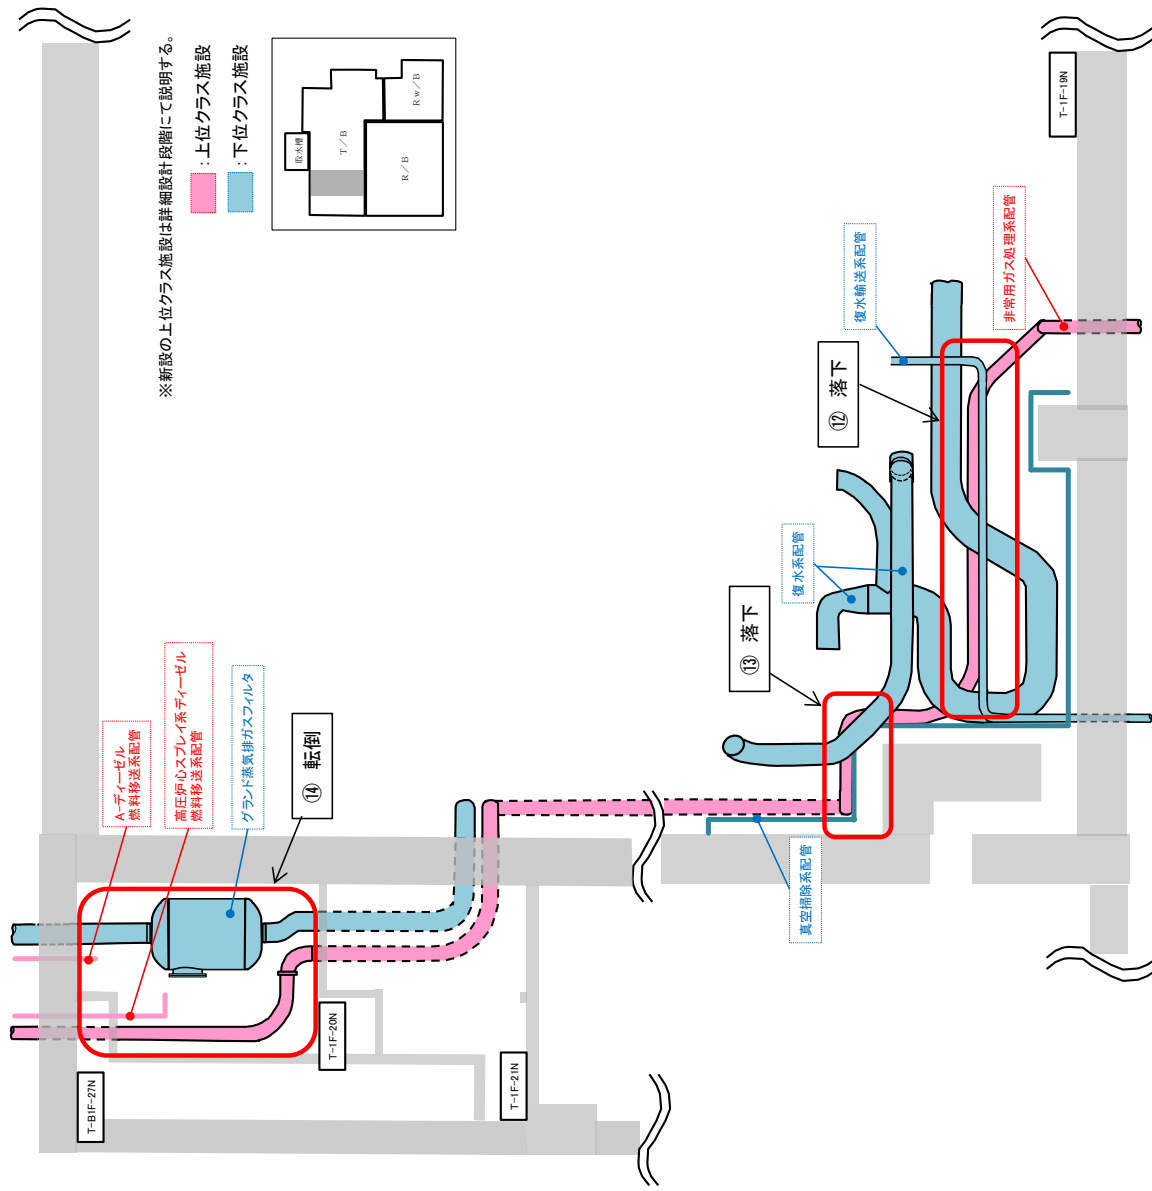 ※新設の上位クラス施設は詳細設計段階にて説明する。
：上位クラス施設
：下位クラス施設
取水槽
T／B
R／B
Rw／B
T-1F-19N
非常用ガス処理系配管
復水輸送系配管
⑫ 落下
復水系配管
⑬ 落下
真空掃除系配管
A-ディーゼル
燃料移送系配管
高圧炉心スプレイ系ディーゼル
燃料移送系配管
グランド蒸気排ガスフィルタ
⑭ 転倒
T-B1F-27N
T-1F-20N
T-1F-21N